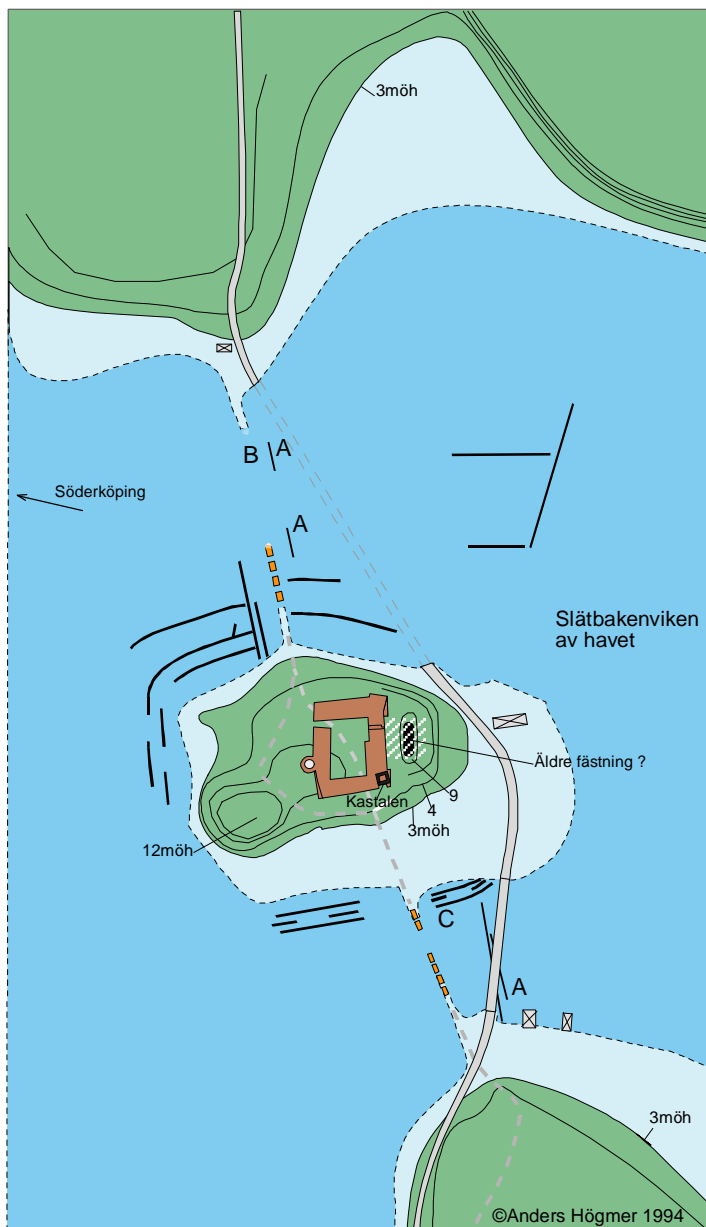 3möh
B
A
Söderköping
A
Slätbakenviken
av havet
Äldre fästning ?
Kastalen
9
4
3möh
12möh
C
A
3möh
©Anders Högmer 1994